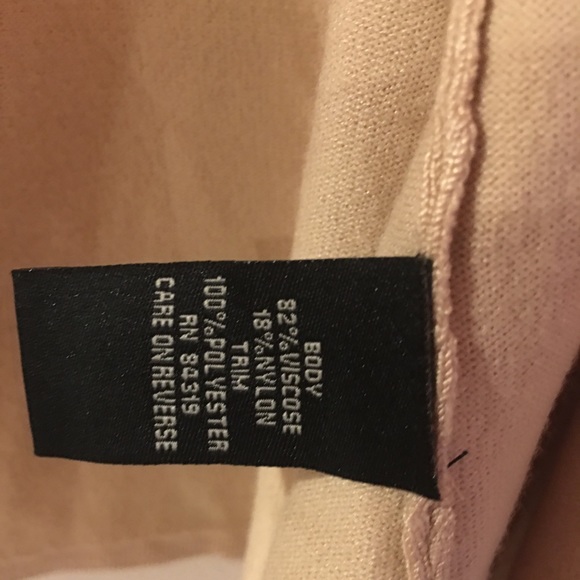 BODY
82%VISCOSE
18%NYLON
TRIM
100%POLYESTER
RN 84319
CARE ON REVERSE